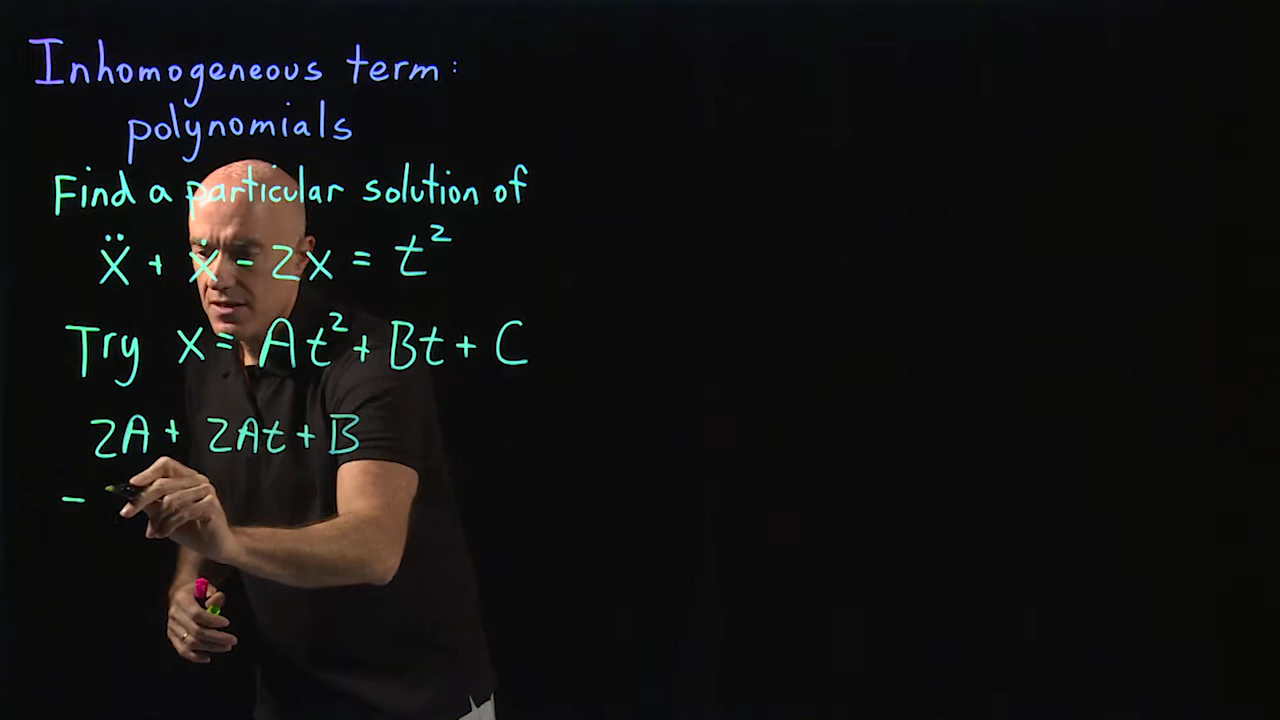 Inhomogeneous term:
polynomials
Find a particular solution of
ẍ + ẋ - 2x = t²
Try x = At² + Bt + C
2A + 2At + B
-